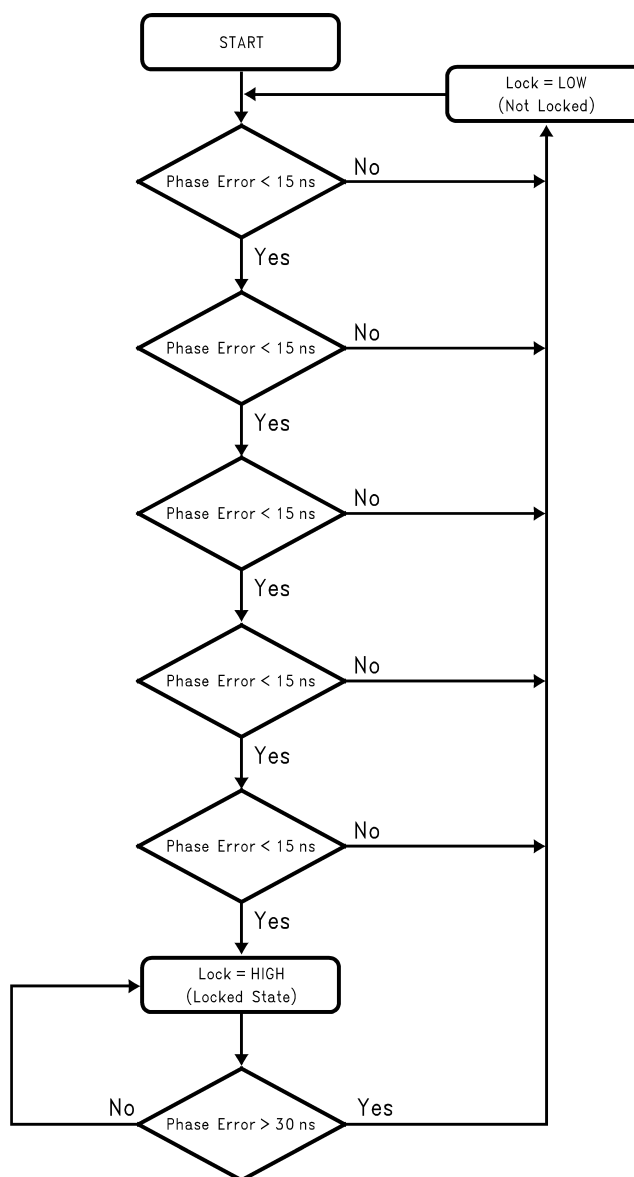 START
Lock = LOW
(Not Locked)
Phase Error < 15 ns
No
Yes
Phase Error < 15 ns
No
Yes
Phase Error < 15 ns
No
Yes
Phase Error < 15 ns
No
Yes
Phase Error < 15 ns
No
Yes
Lock = HIGH
(Locked State)
No
Phase Error > 30 ns
Yes